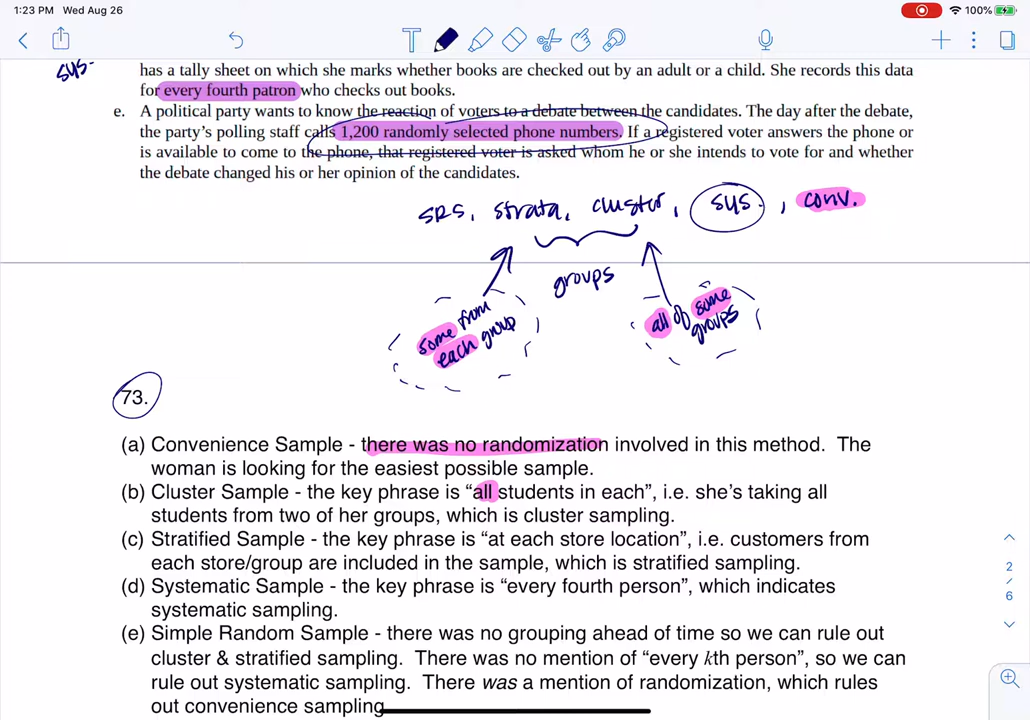 1:23 PM Wed Aug 26
100%
T
sys.
has a tally sheet on which she marks whether books are checked out by an adult or a child. She records this data
for every fourth patron who checks out books.
e. A political party wants to know the reaction of voters to a debate between the candidates. The day after the debate,
the party's polling staff calls 1,200 randomly selected phone numbers. If a registered voter answers the phone or
is available to come to the phone, that registered voter is asked whom he or she intends to vote for and whether
the debate changed his or her opinion of the candidates.
SRS, strata, cluster, sys., conv.
groups
some from
each group
all of some
groups
73.
(a) Convenience Sample - there was no randomization involved in this method. The
woman is looking for the easiest possible sample.
(b) Cluster Sample - the key phrase is “all students in each”, i.e. she's taking all
students from two of her groups, which is cluster sampling.
(c) Stratified Sample - the key phrase is “at each store location”, i.e. customers from
each store/group are included in the sample, which is stratified sampling.
(d) Systematic Sample - the key phrase is “every fourth person”, which indicates
systematic sampling.
(e) Simple Random Sample - there was no grouping ahead of time so we can rule out
cluster & stratified sampling. There was no mention of “every kth person”, so we can
rule out systematic sampling. There was a mention of randomization, which rules
out convenience sampling
2
/
6